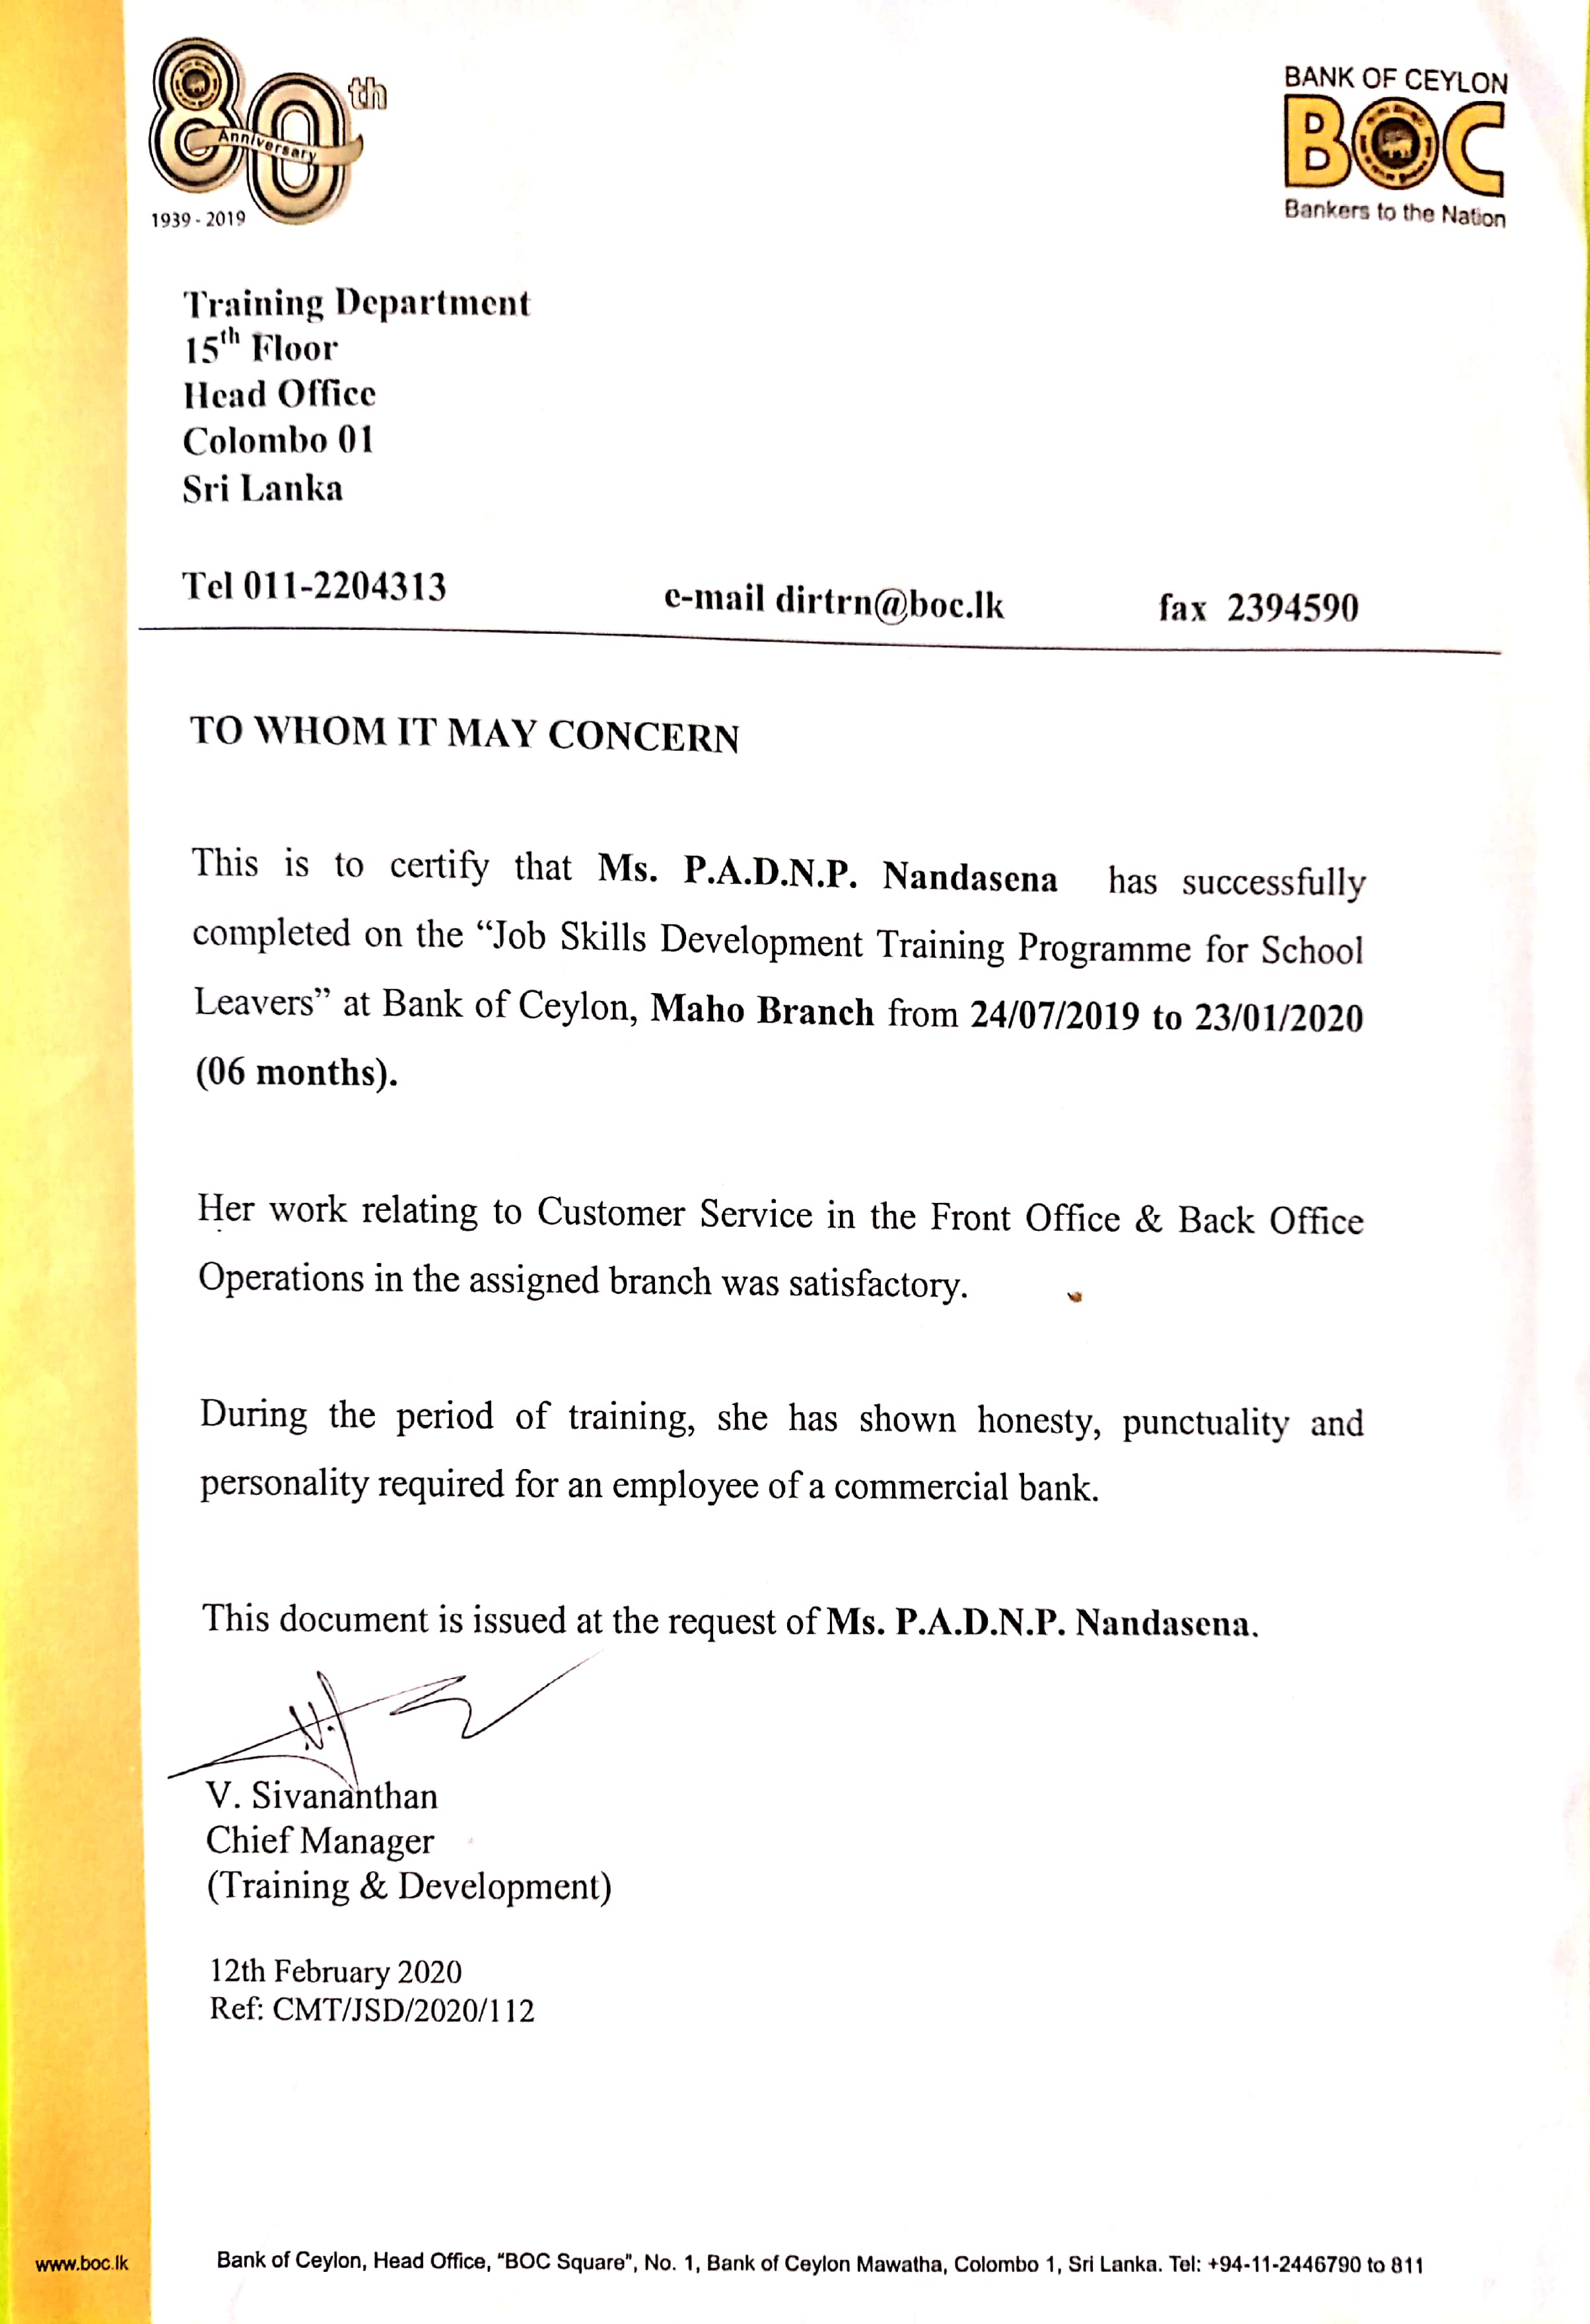 80th
Anniversary
1939 - 2019
BANK OF CEYLON
BOC
Bankers to the Nation
Training Department
15th Floor
Head Office
Colombo 01
Sri Lanka
Tel 011-2204313 e-mail dirtrn@boc.lk fax 2394590
TO WHOM IT MAY CONCERN
This is to certify that Ms. P.A.D.N.P. Nandasena has successfully
completed on the “Job Skills Development Training Programme for School
Leavers” at Bank of Ceylon, Maho Branch from 24/07/2019 to 23/01/2020
(06 months).
Her work relating to Customer Service in the Front Office & Back Office
Operations in the assigned branch was satisfactory.
During the period of training, she has shown honesty, punctuality and
personality required for an employee of a commercial bank.
This document is issued at the request of Ms. P.A.D.N.P. Nandasena.
V. Sivananthan
Chief Manager
(Training & Development)
12th February 2020
Ref: CMT/JSD/2020/112
www.boc.lk
Bank of Ceylon, Head Office, "BOC Square", No. 1, Bank of Ceylon Mawatha, Colombo 1, Sri Lanka. Tel: +94-11-2446790 to 811